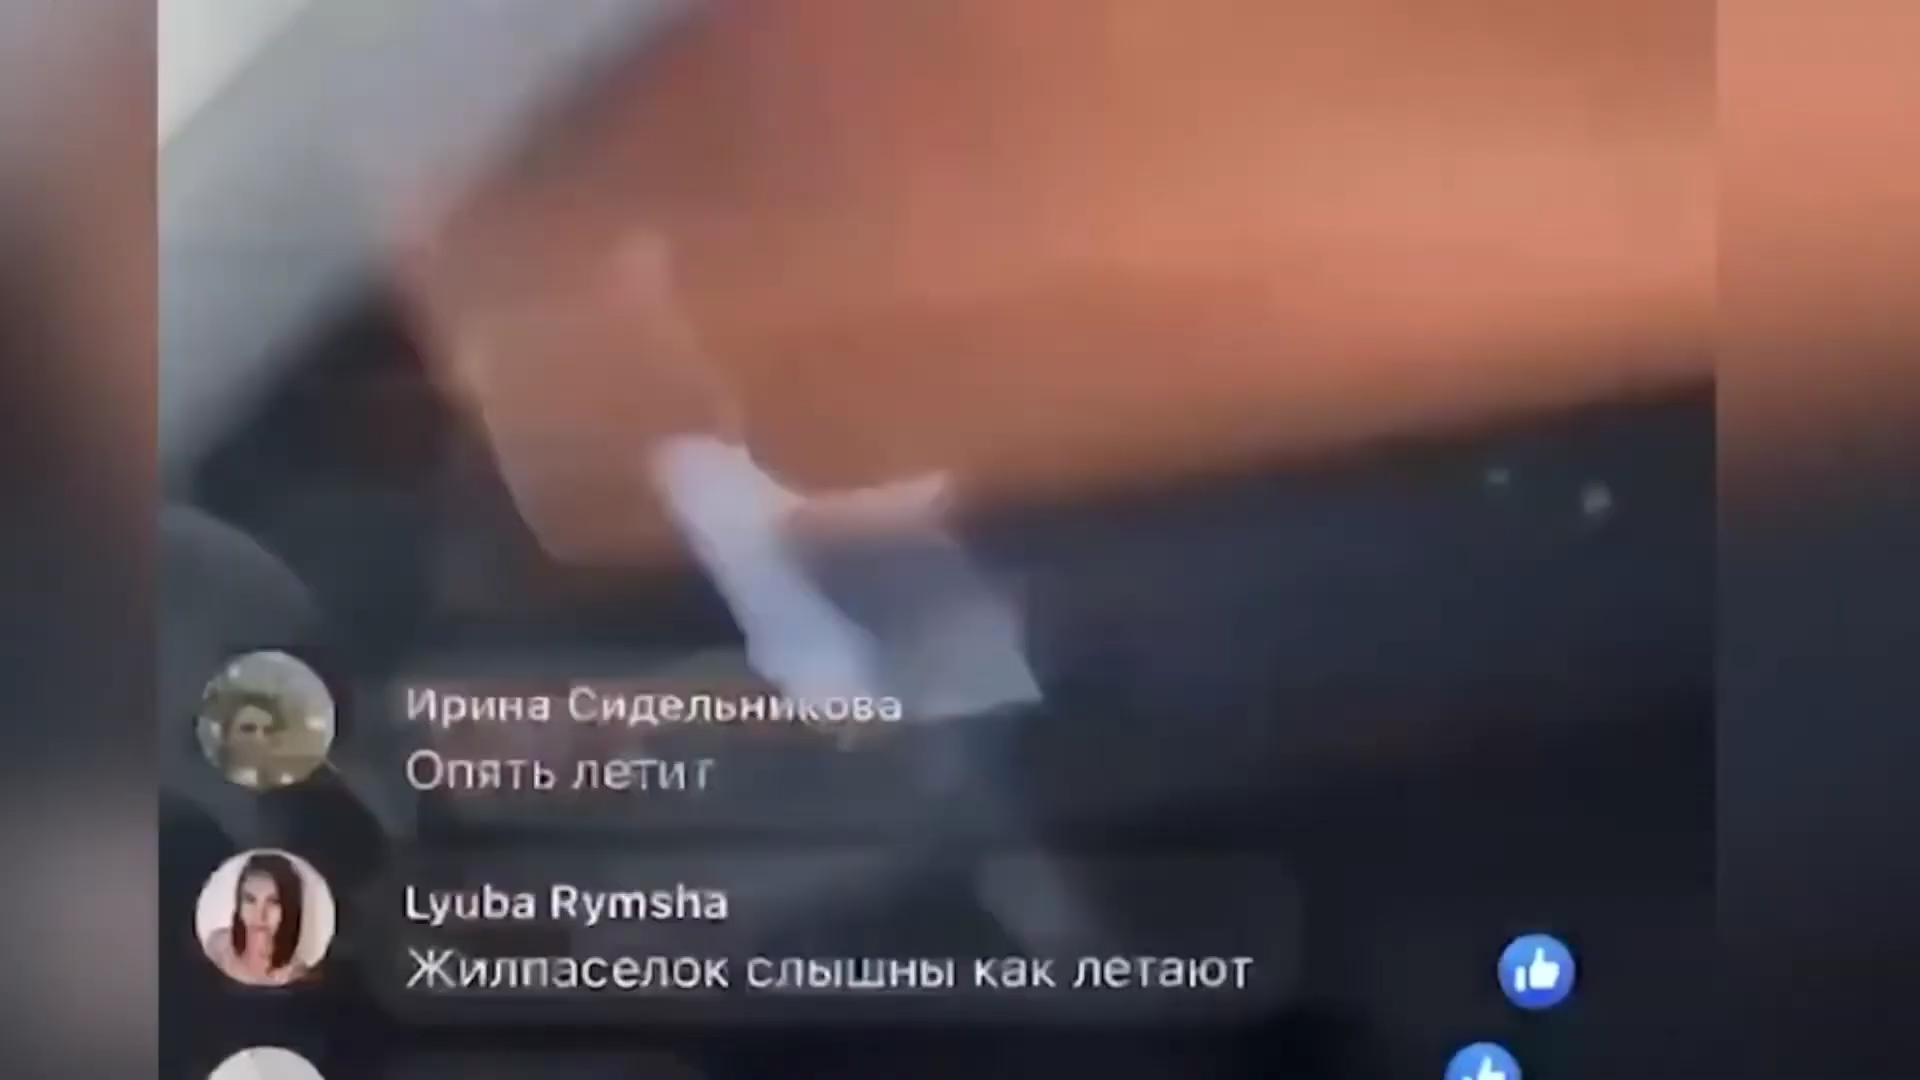 Ирина Сидельникова
Опять летит
Lyuba Rymsha
Жилпаселок слышны как летают